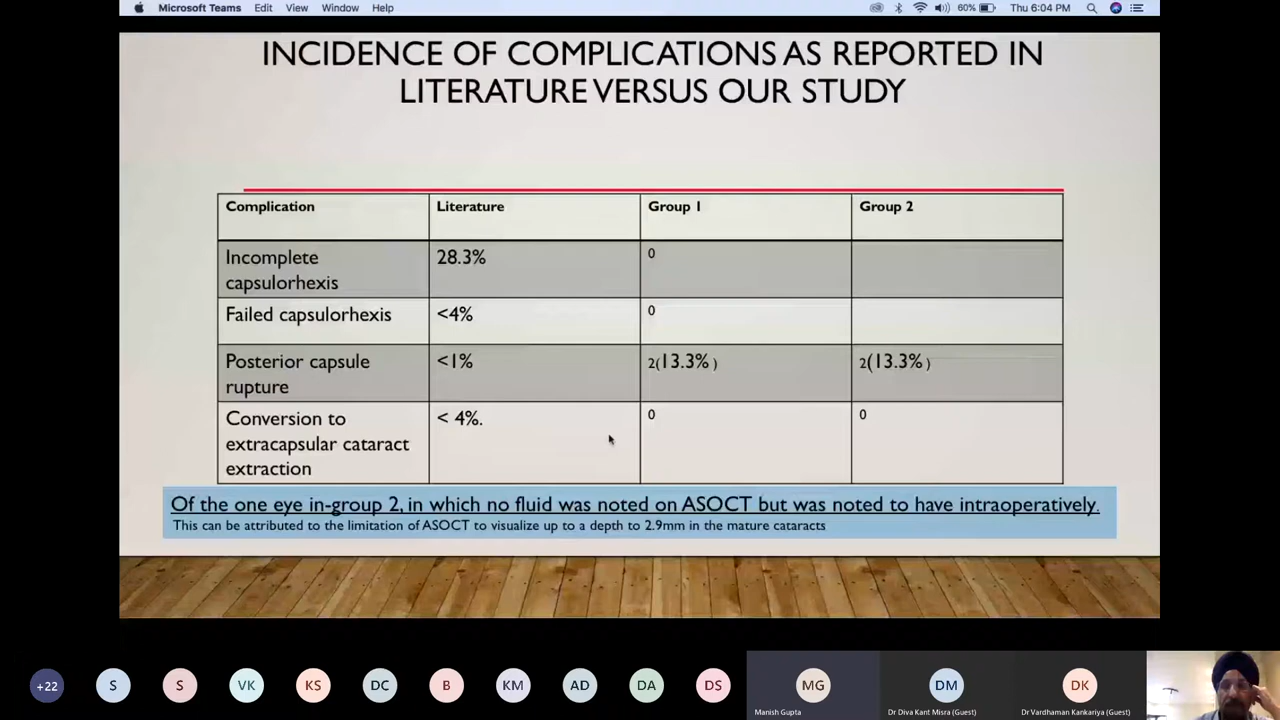 Microsoft Teams Edit View Window Help 60% Thu 6:04 PM
INCIDENCE OF COMPLICATIONS AS REPORTED IN
LITERATURE VERSUS OUR STUDY
Complication Literature Group 1 Group 2
Incomplete
capsulorhexis
28.3% 0
Failed capsulorhexis <4% 0
Posterior capsule
rupture
<1% 2(13.3% ) 2(13.3% )
Conversion to
extracapsular cataract
extraction
< 4%. 0 0
Of the one eye in-group 2, in which no fluid was noted on ASOCT but was noted to have intraoperatively.
This can be attributed to the limitation of ASOCT to visualize up to a depth to 2.9mm in the mature cataracts
+22 S S VK KS DC B KM AD DA DS MG DM DK
Manish Gupta Dr Diva Kant Misra (Guest) Dr Vardhaman Kankariya (Guest)